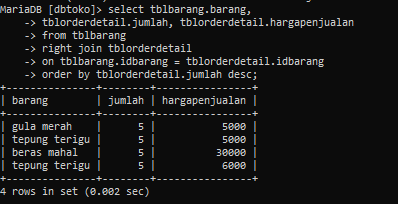 MariaDB [dbtoko]> select tblbarang.barang,
    -> tblorderdetail.jumlah, tblorderdetail.hargapenjualan
    -> from tblbarang
    -> right join tblorderdetail
    -> on tblbarang.idbarang = tblorderdetail.idbarang
    -> order by tblorderdetail.jumlah desc;
+---------------+--------+----------------+
| barang        | jumlah | hargapenjualan |
+---------------+--------+----------------+
| gula merah    |      5 |           5000 |
| tepung terigu |      5 |           5000 |
| beras mahal   |      5 |          30000 |
| tepung terigu |      5 |           6000 |
+---------------+--------+----------------+
4 rows in set (0.002 sec)